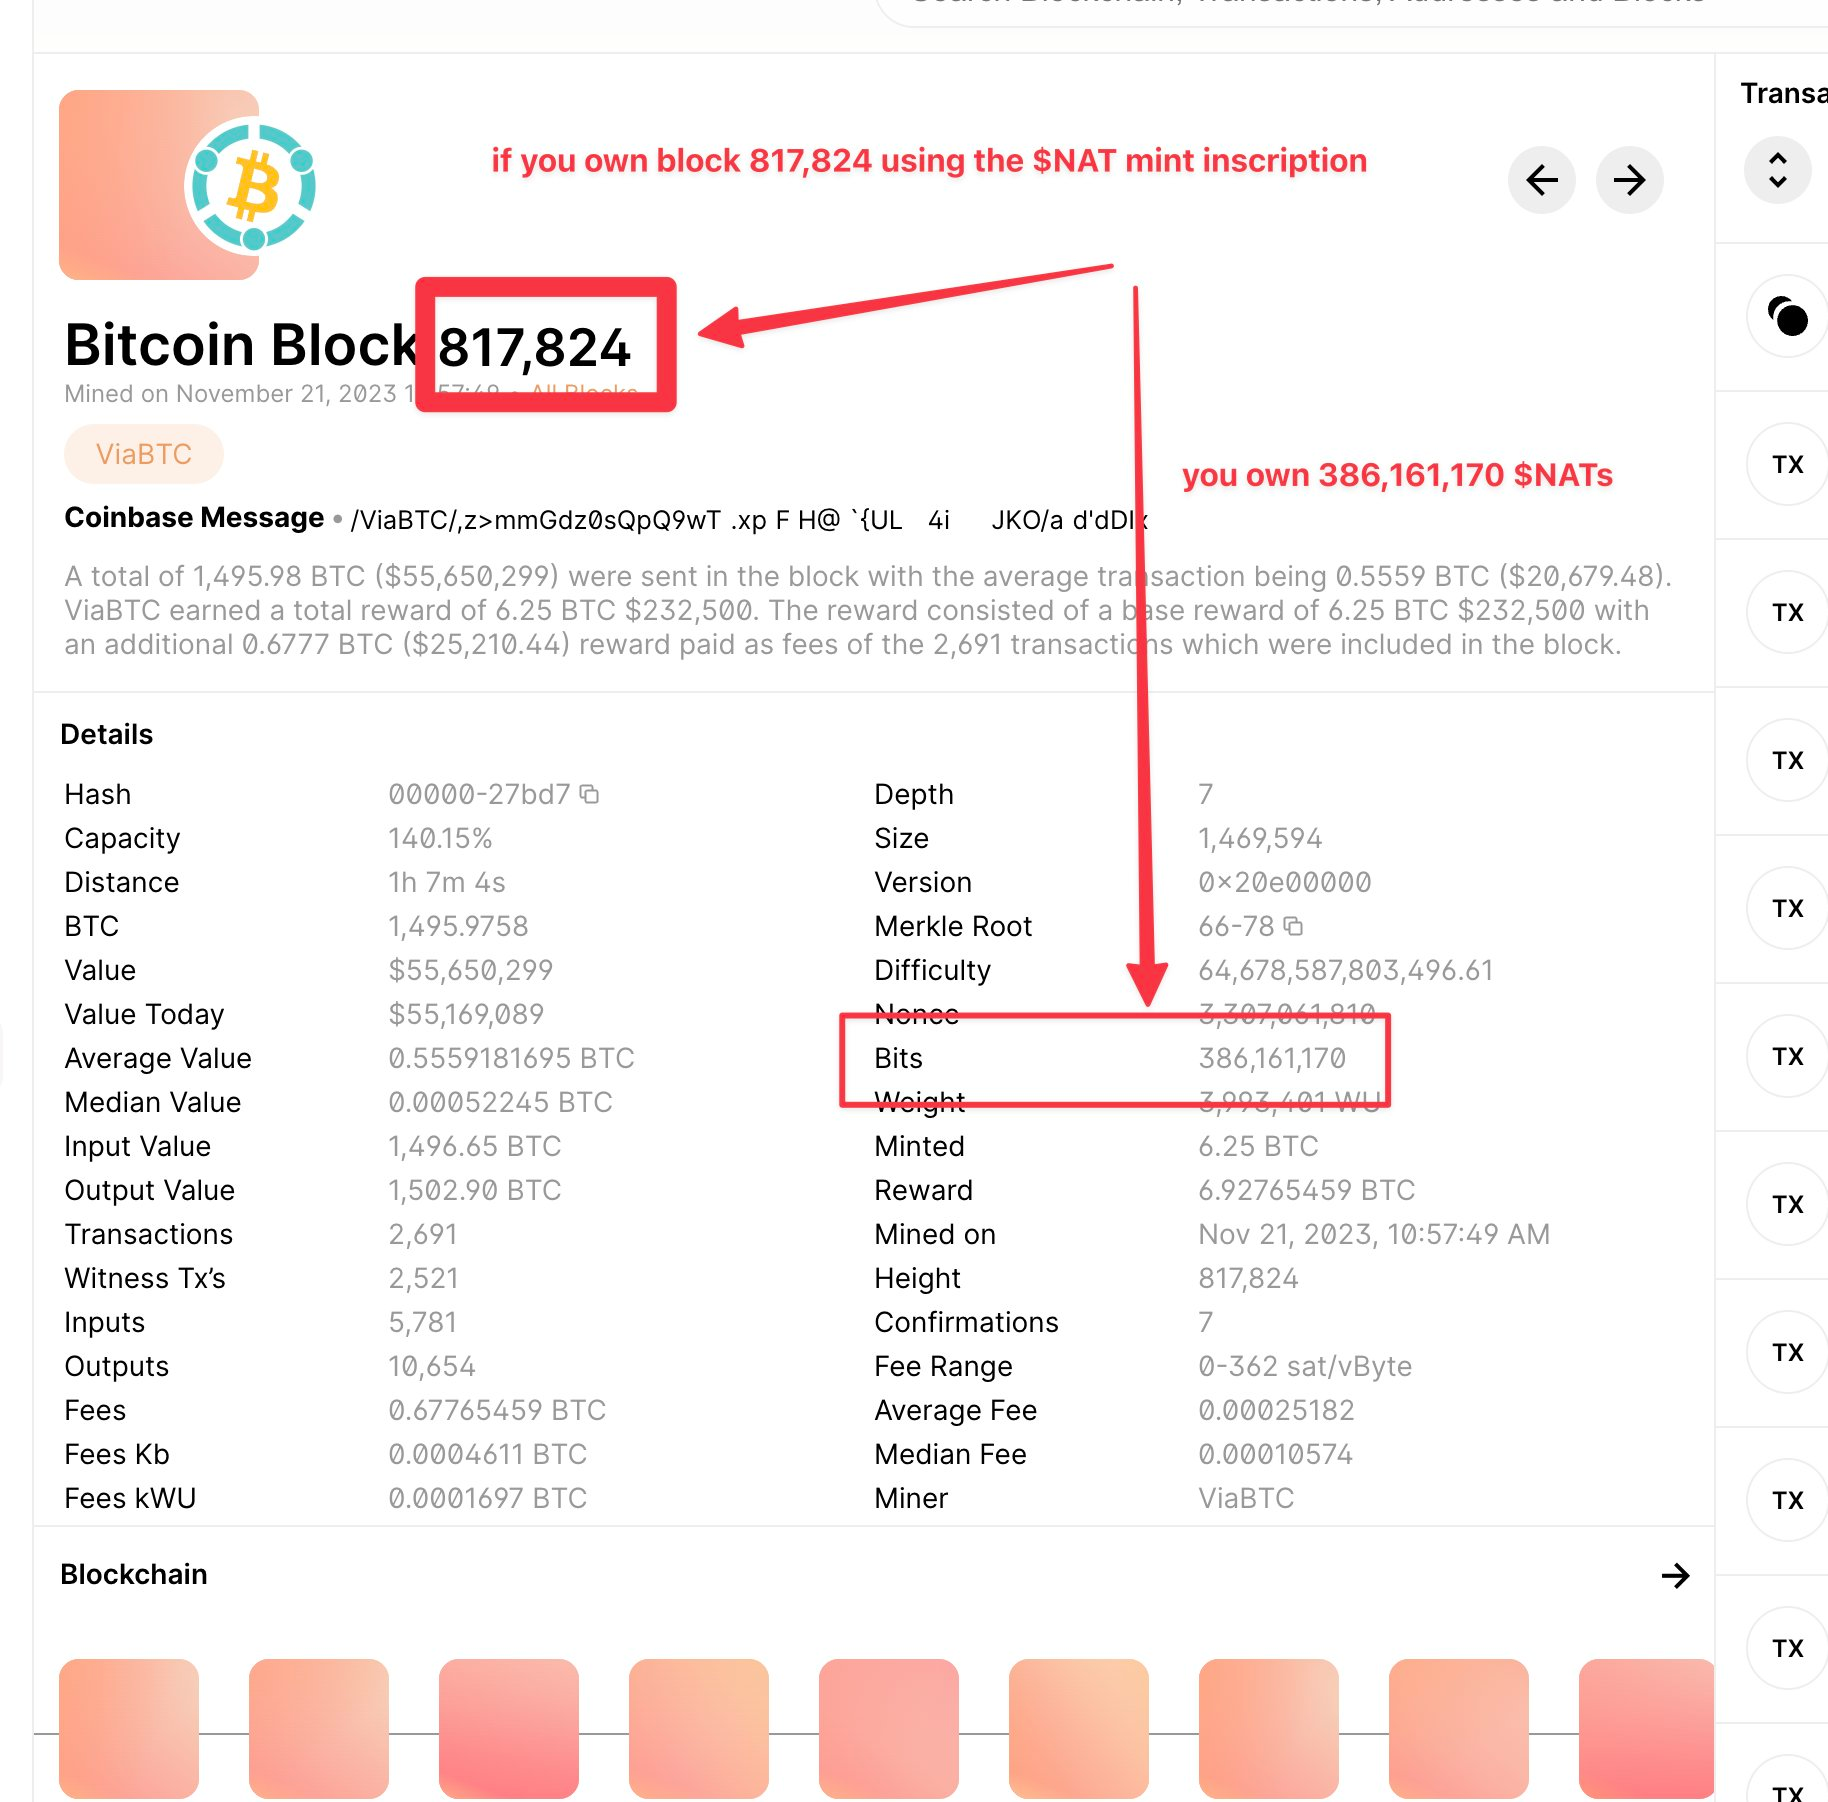 Search Blockchain, Transactions, Addresses and Blocks
Transa
if you own block 817,824 using the $NAT mint inscription
Bitcoin Block 817,824
Mined on November 21, 2023 1 57:49 • All Blocks
ViaBTC
you own 386,161,170 $NATs
Coinbase Message • /ViaBTC/,z>mmGdz0sQpQ9wT .xp F H@ `{UL 4i JKO/a d'dDIx
A total of 1,495.98 BTC ($55,650,299) were sent in the block with the average transaction being 0.5559 BTC ($20,679.48).
ViaBTC earned a total reward of 6.25 BTC $232,500. The reward consisted of a base reward of 6.25 BTC $232,500 with
an additional 0.6777 BTC ($25,210.44) reward paid as fees of the 2,691 transactions which were included in the block.
Details
Hash 00000-27bd7
Capacity 140.15%
Distance 1h 7m 4s
BTC 1,495.9758
Value $55,650,299
Value Today $55,169,089
Average Value 0.5559181695 BTC
Median Value 0.00052245 BTC
Input Value 1,496.65 BTC
Output Value 1,502.90 BTC
Transactions 2,691
Witness Tx's 2,521
Inputs 5,781
Outputs 10,654
Fees 0.67765459 BTC
Fees Kb 0.0004611 BTC
Fees kWU 0.0001697 BTC
Depth 7
Size 1,469,594
Version 0×20e00000
Merkle Root 66-78
Difficulty 64,678,587,803,496.61
Nonce 3,307,061,810
Bits 386,161,170
Weight 3,993,401 WU
Minted 6.25 BTC
Reward 6.92765459 BTC
Mined on Nov 21, 2023, 10:57:49 AM
Height 817,824
Confirmations 7
Fee Range 0-362 sat/vByte
Average Fee 0.00025182
Median Fee 0.00010574
Miner ViaBTC
Blockchain
TX
TX
TX
TX
TX
TX
TX
TX
TX
TX